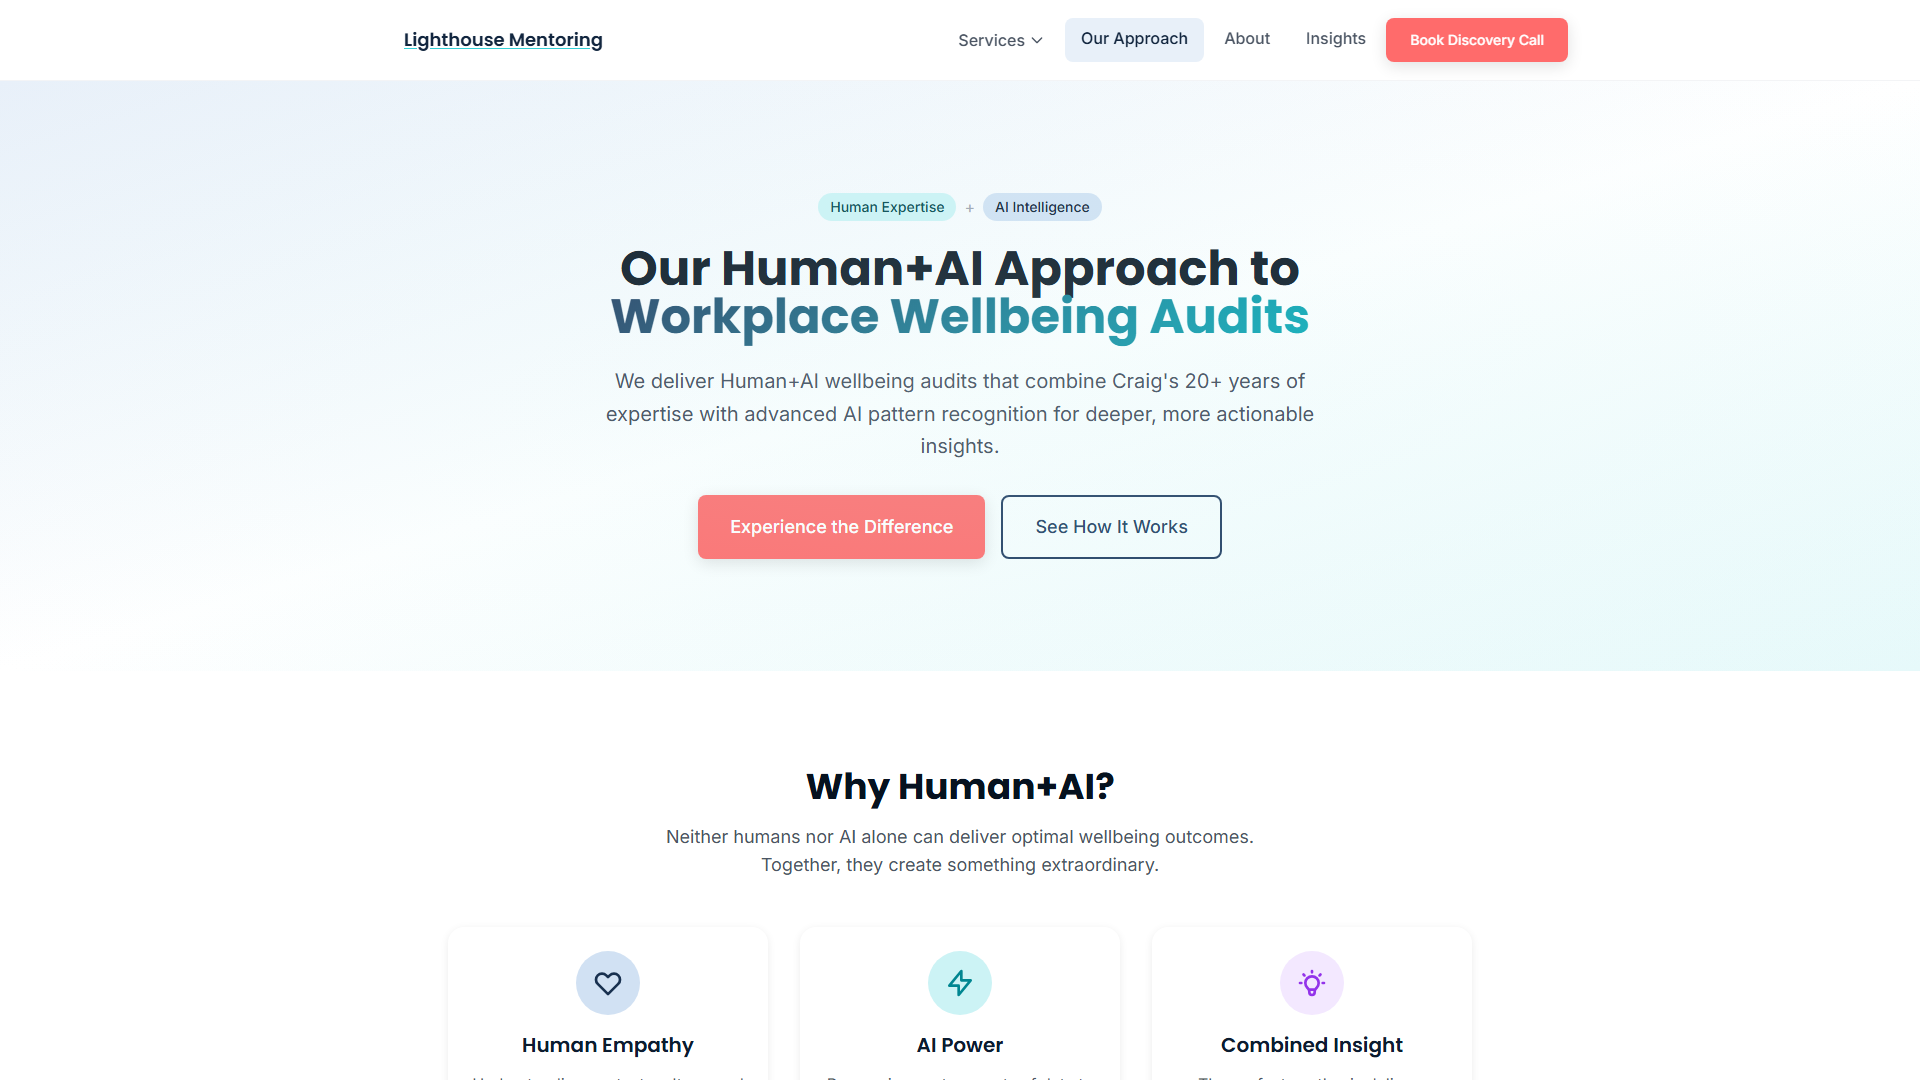 Lighthouse Mentoring
Services
Our Approach
About
Insights
Book Discovery Call
Human Expertise + AI Intelligence
Our Human+AI Approach to
Workplace Wellbeing Audits
We deliver Human+AI wellbeing audits that combine Craig's 20+ years of
expertise with advanced AI pattern recognition for deeper, more actionable
insights.
Experience the Difference
See How It Works
Why Human+AI?
Neither humans nor AI alone can deliver optimal wellbeing outcomes.
Together, they create something extraordinary.
Human Empathy
AI Power
Combined Insight